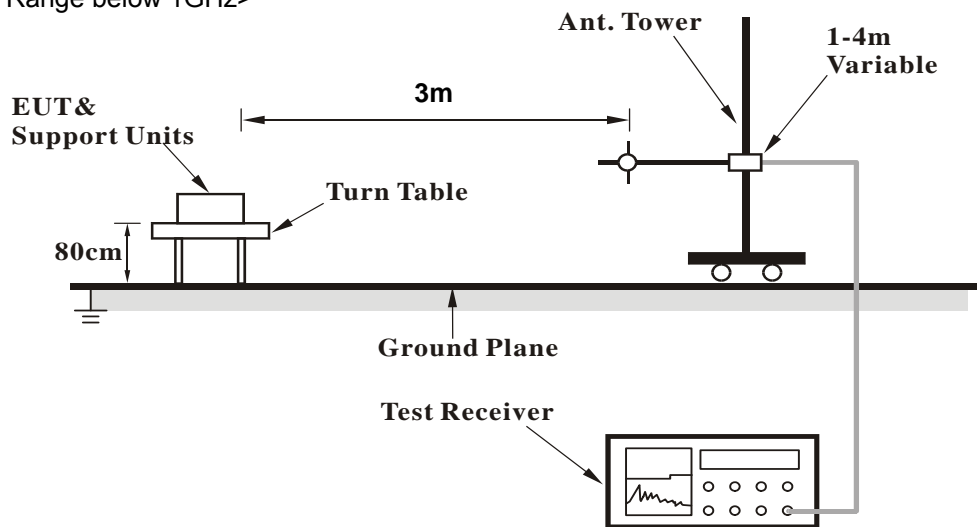 Range below 1GHz>
Ant. Tower
1-4m
Variable
3m
EUT&
Support Units
Turn Table
80cm
Ground Plane
Test Receiver